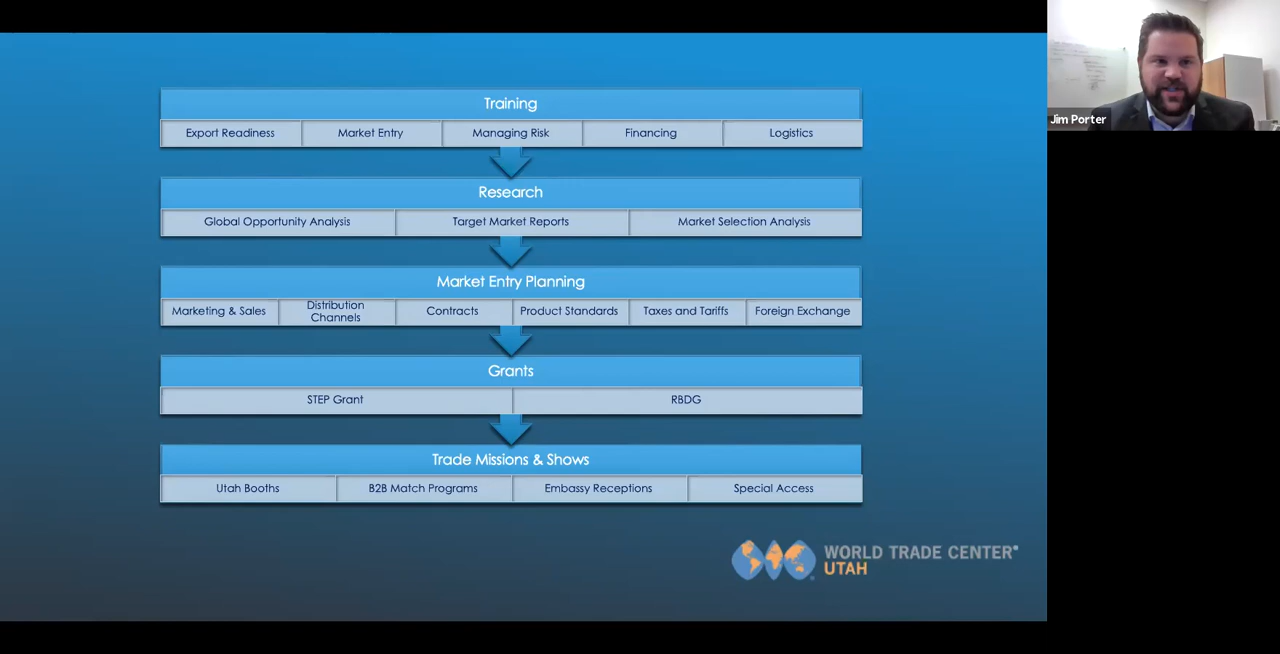 Training
Export Readiness
Market Entry
Managing Risk
Financing
Logistics
Research
Global Opportunity Analysis
Target Market Reports
Market Selection Analysis
Market Entry Planning
Marketing & Sales
Distribution
Channels
Contracts
Product Standards
Taxes and Tariffs
Foreign Exchange
Grants
STEP Grant
RBDG
Trade Missions & Shows
Utah Booths
B2B Match Programs
Embassy Receptions
Special Access
WORLD TRADE CENTER®
UTAH
Jim Porter